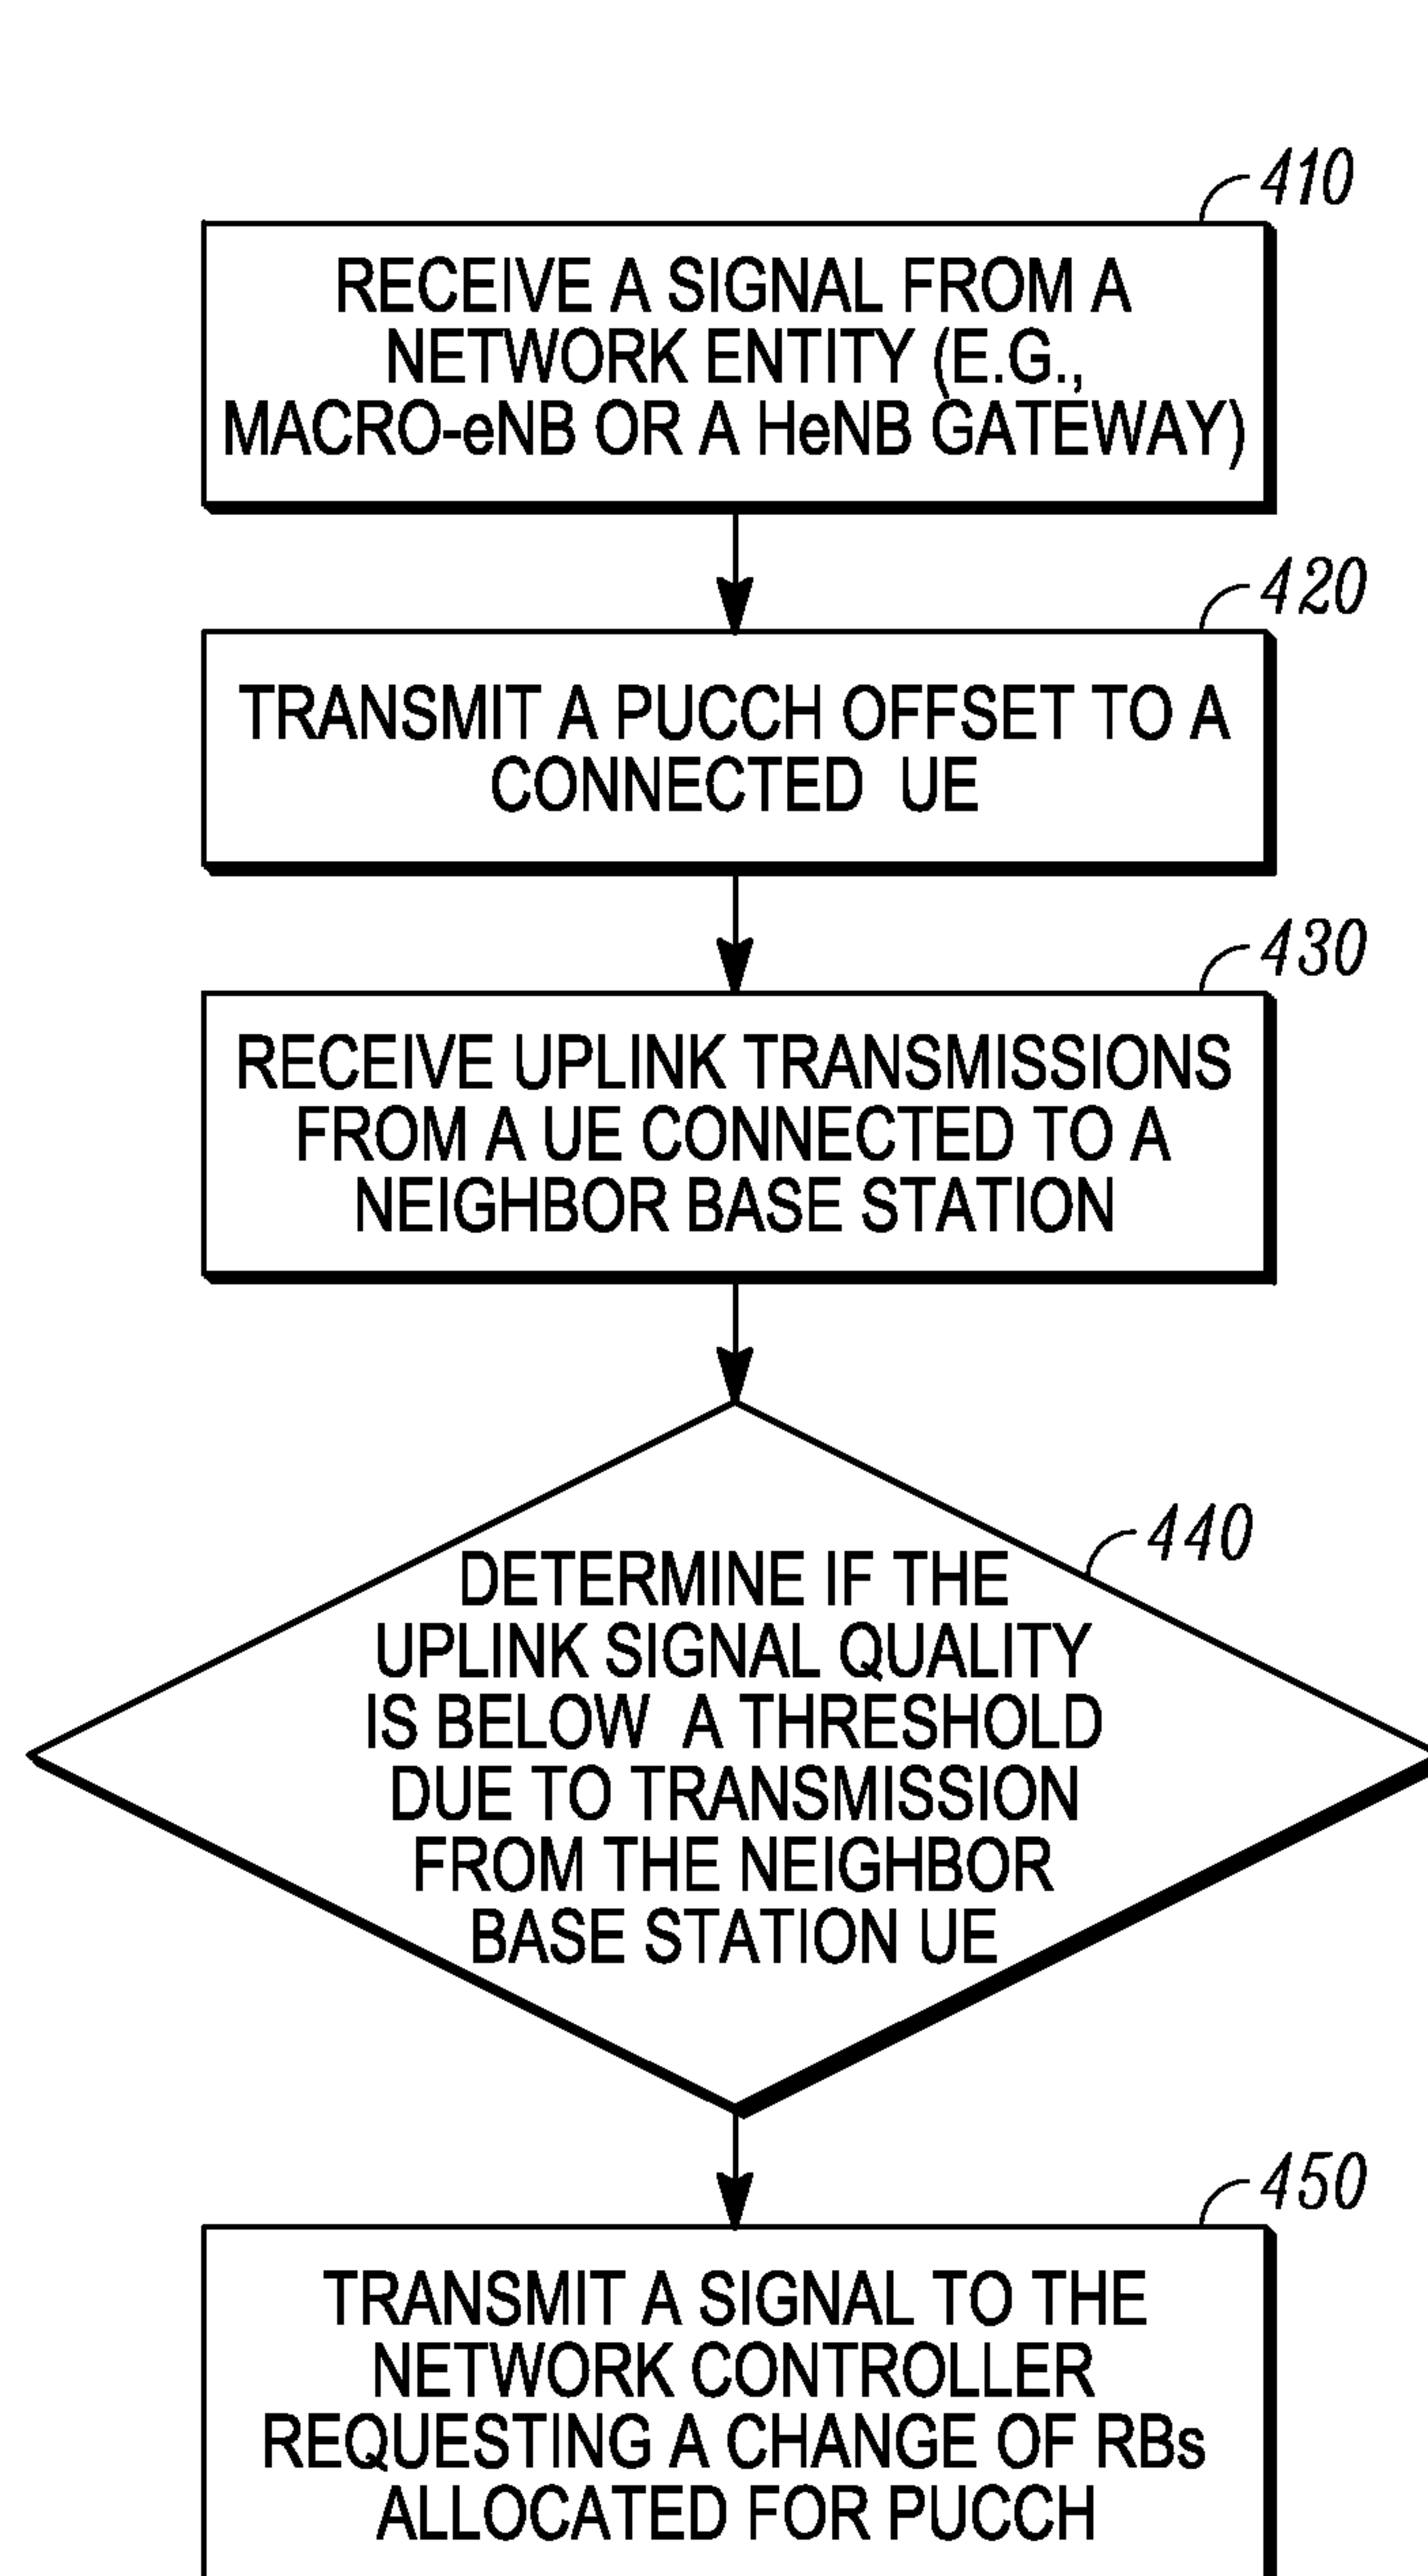 410
RECEIVE A SIGNAL FROM A
NETWORK ENTITY (E.G.,
MACRO-eNB OR A HeNB GATEWAY)
420
TRANSMIT A PUCCH OFFSET TO A
CONNECTED UE
430
RECEIVE UPLINK TRANSMISSIONS
FROM A UE CONNECTED TO A
NEIGHBOR BASE STATION
440
DETERMINE IF THE
UPLINK SIGNAL QUALITY
IS BELOW A THRESHOLD
DUE TO TRANSMISSION
FROM THE NEIGHBOR
BASE STATION UE
450
TRANSMIT A SIGNAL TO THE
NETWORK CONTROLLER
REQUESTING A CHANGE OF RBs
ALLOCATED FOR PUCCH